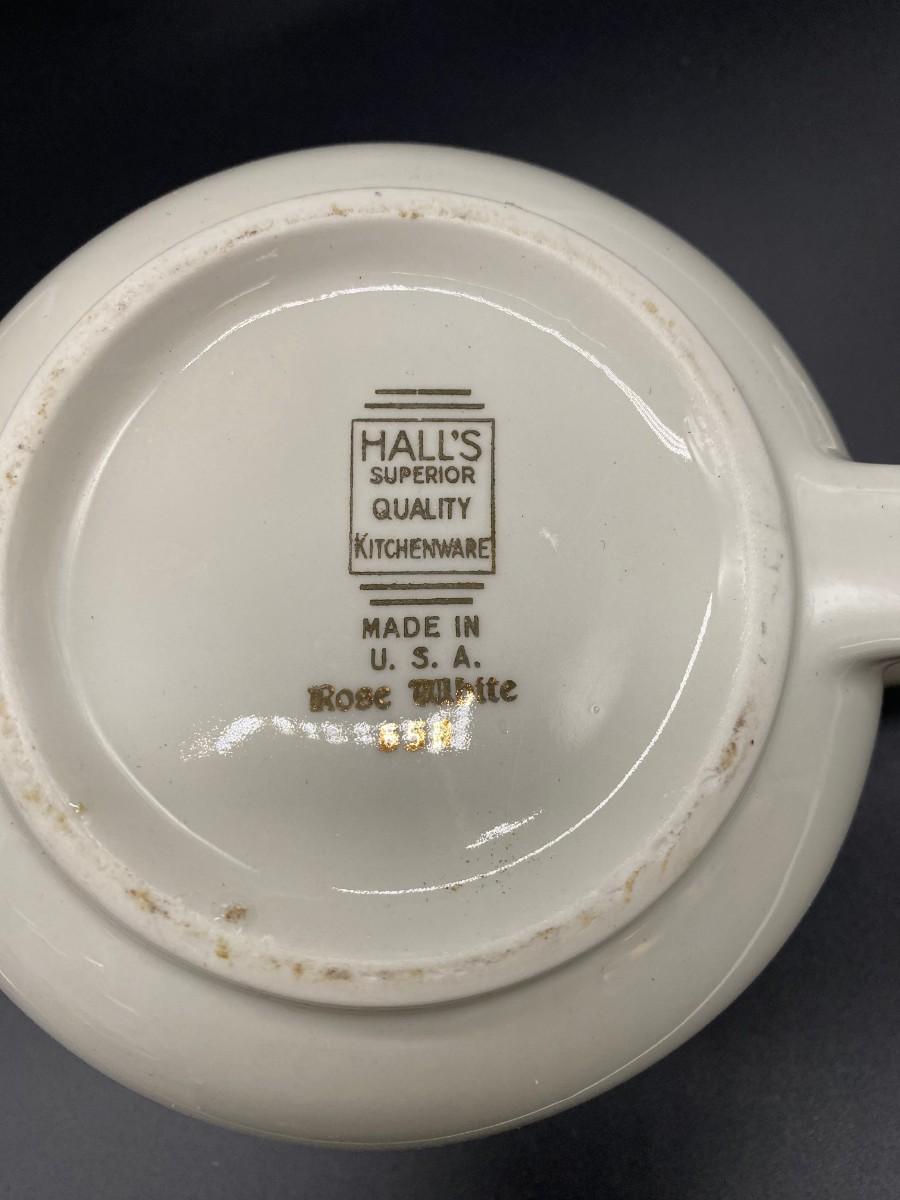 HALL'S
SUPERIOR
QUALITY
KITCHENWARE
MADE IN
U. S. A.
Rose White